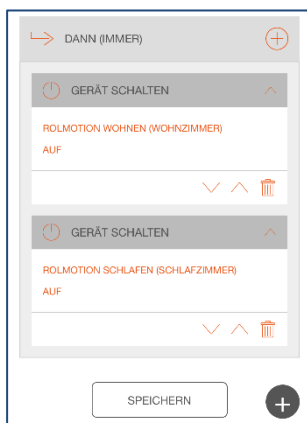 DANN (IMMER)
GERÄT SCHALTEN
ROLMOTION WOHNEN (WOHNZIMMER)
AUF
GERÄT SCHALTEN
ROLMOTION SCHLAFEN (SCHLAFZIMMER)
AUF
SPEICHERN